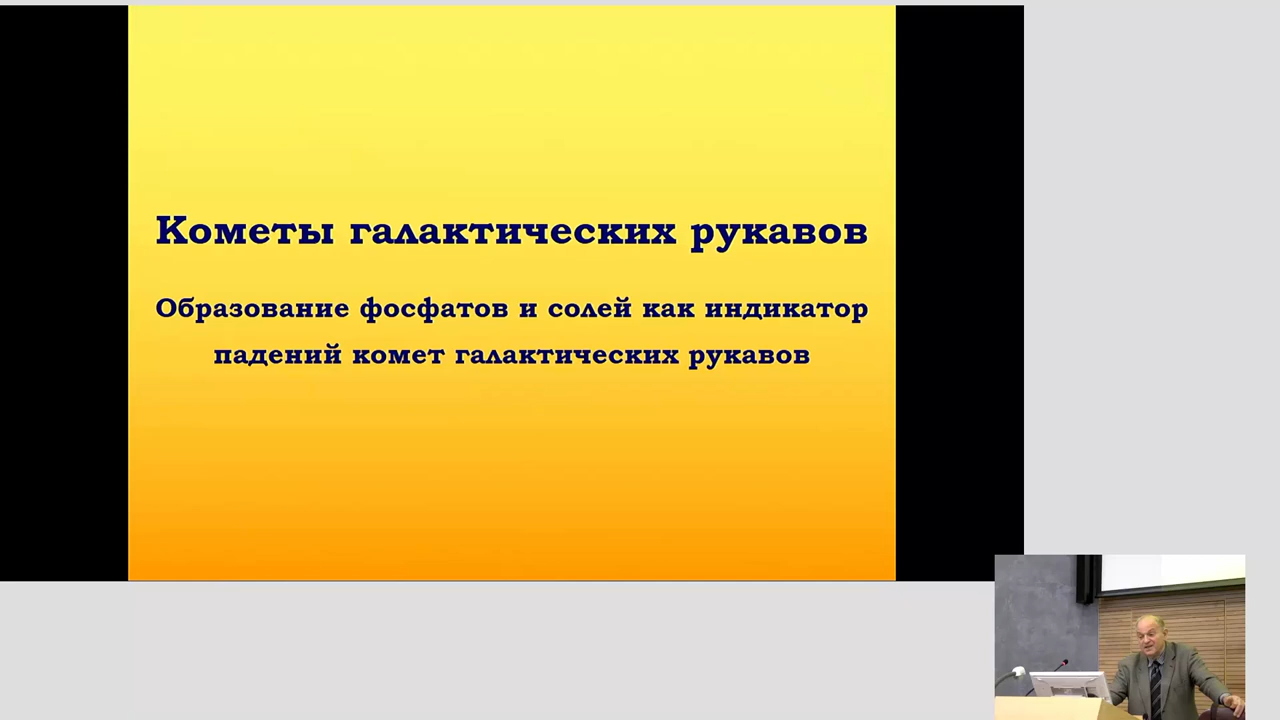 Кометы галактических рукавов
Образование фосфатов и солей как индикатор
падений комет галактических рукавов